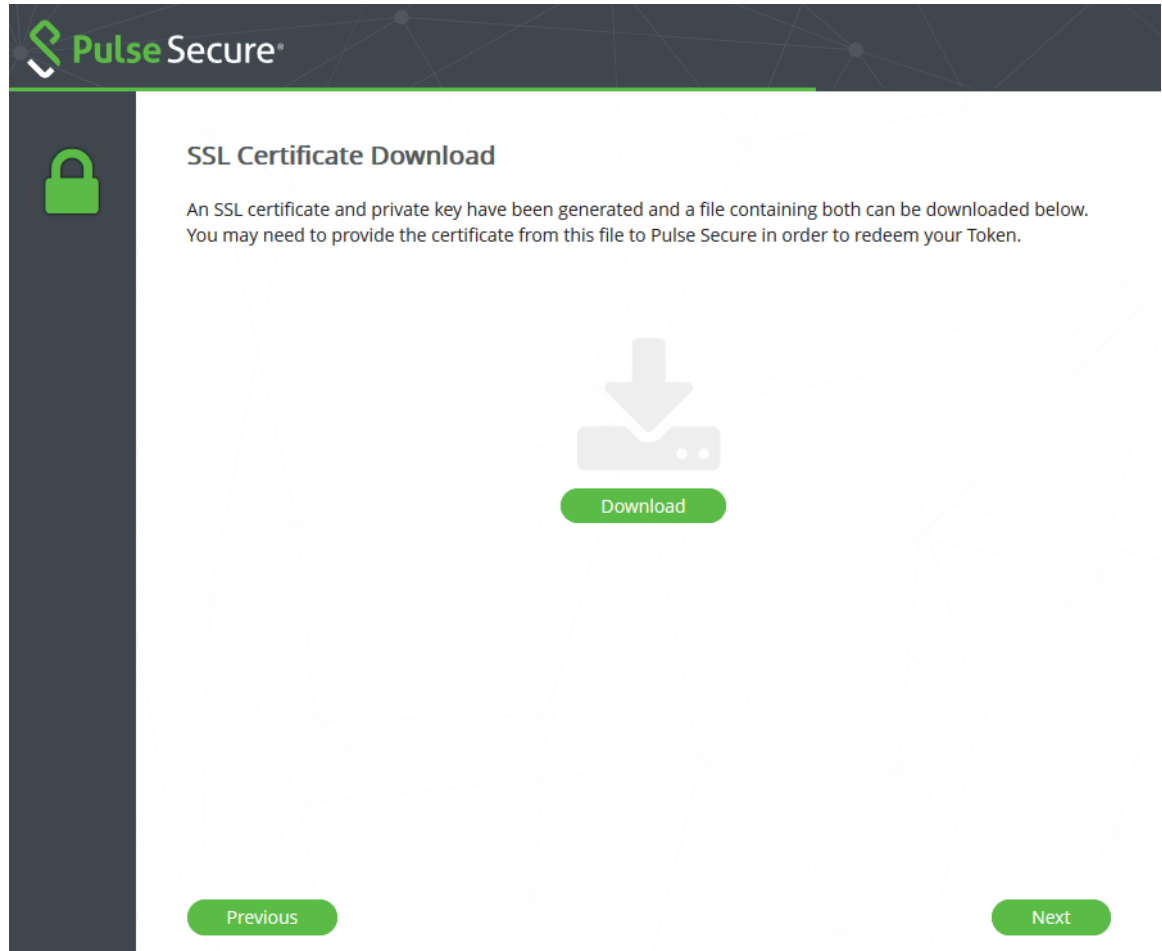 Pulse Secure®
SSL Certificate Download
An SSL certificate and private key have been generated and a file containing both can be downloaded below.
You may need to provide the certificate from this file to Pulse Secure in order to redeem your Token.
Download
Previous
Next